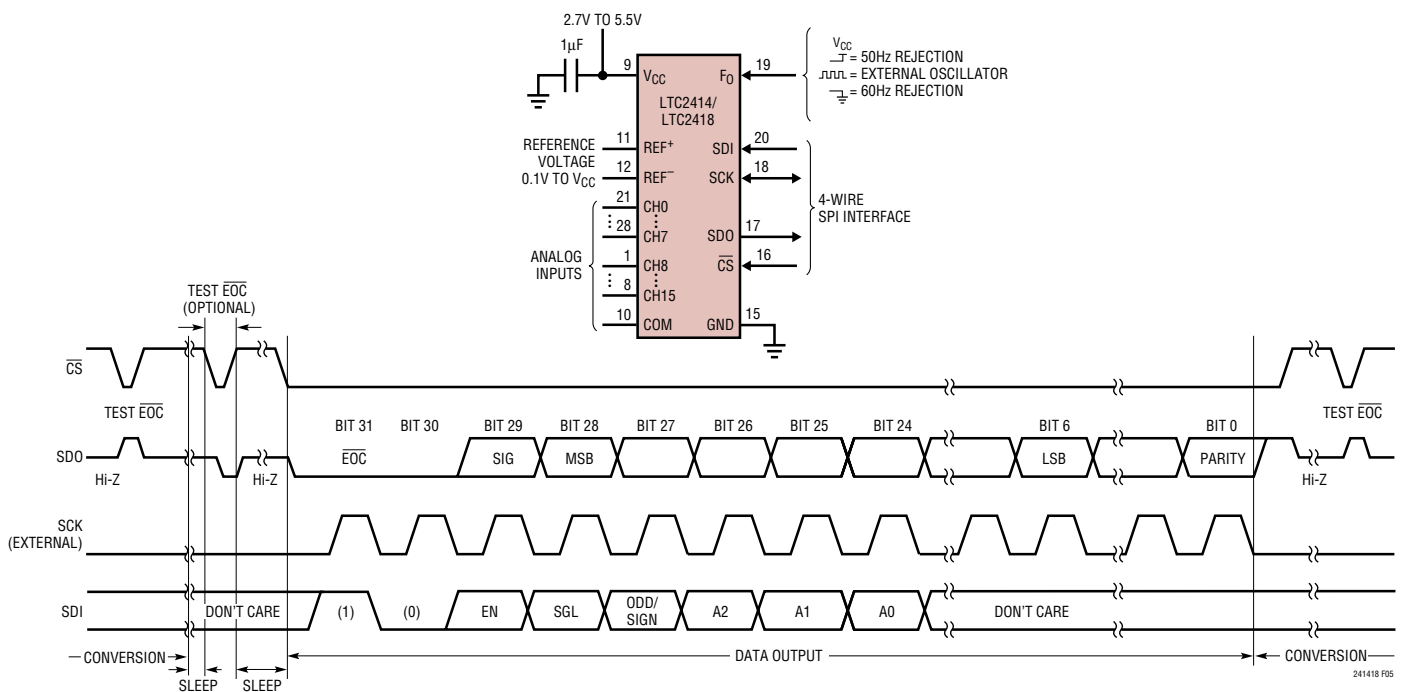 2.7V TO 5.5V
1µF
9
VCC
FO
19
VCC
= 50Hz REJECTION
= EXTERNAL OSCILLATOR
= 60Hz REJECTION
LTC2414/
LTC2418
REFERENCE
VOLTAGE
0.1V TO VCC
11
REF+
12
REF–
SDI
20
SCK
18
SDO
17
CS
16
4-WIRE
SPI INTERFACE
ANALOG
INPUTS
21
CH0
28
CH7
1
CH8
8
CH15
10
COM
GND
15
TEST EOC
(OPTIONAL)
CS
TEST EOC
TEST EOC
BIT 31
BIT 30
BIT 29
BIT 28
BIT 27
BIT 26
BIT 25
BIT 24
BIT 6
BIT 0
SDO
Hi-Z
Hi-Z
EOC
SIG
MSB
LSB
PARITY
Hi-Z
SCK
(EXTERNAL)
SDI
DON'T CARE
(1)
(0)
EN
SGL
ODD/
SIGN
A2
A1
A0
DON'T CARE
CONVERSION
SLEEP
SLEEP
DATA OUTPUT
CONVERSION
241418 F05